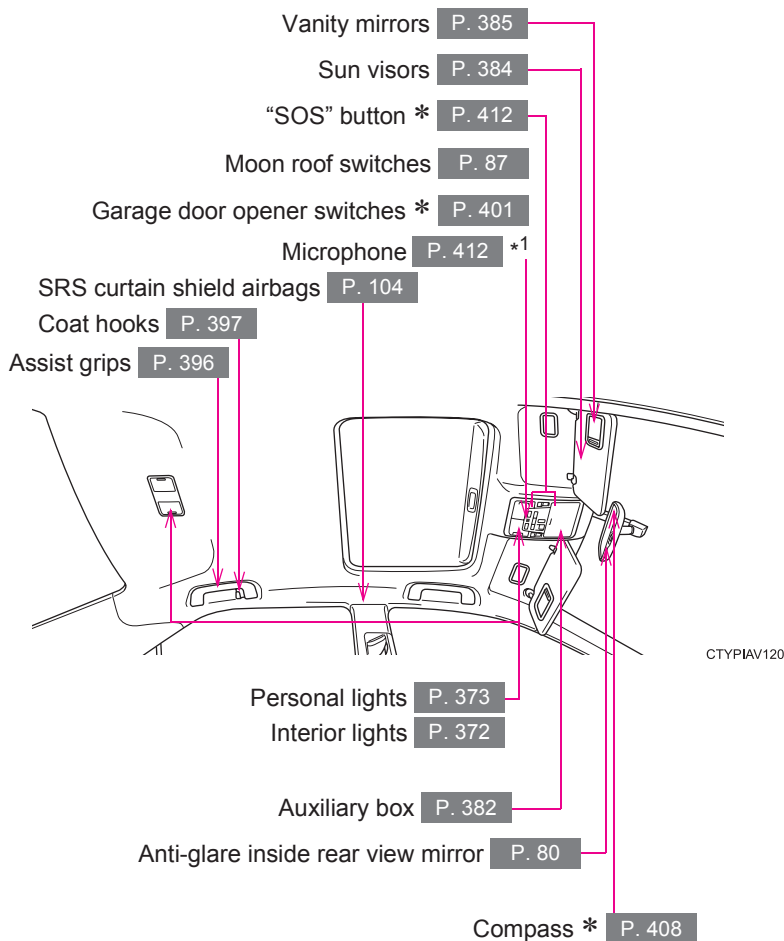 Vanity mirrors P. 385
Sun visors P. 384
“SOS” button * P. 412
Moon roof switches P. 87
Garage door opener switches * P. 401
Microphone P. 412 *1
SRS curtain shield airbags P. 104
Coat hooks P. 397
Assist grips P. 396
CTYPIAV120
Personal lights P. 373
Interior lights P. 372
Auxiliary box P. 382
Anti-glare inside rear view mirror P. 80
Compass * P. 408